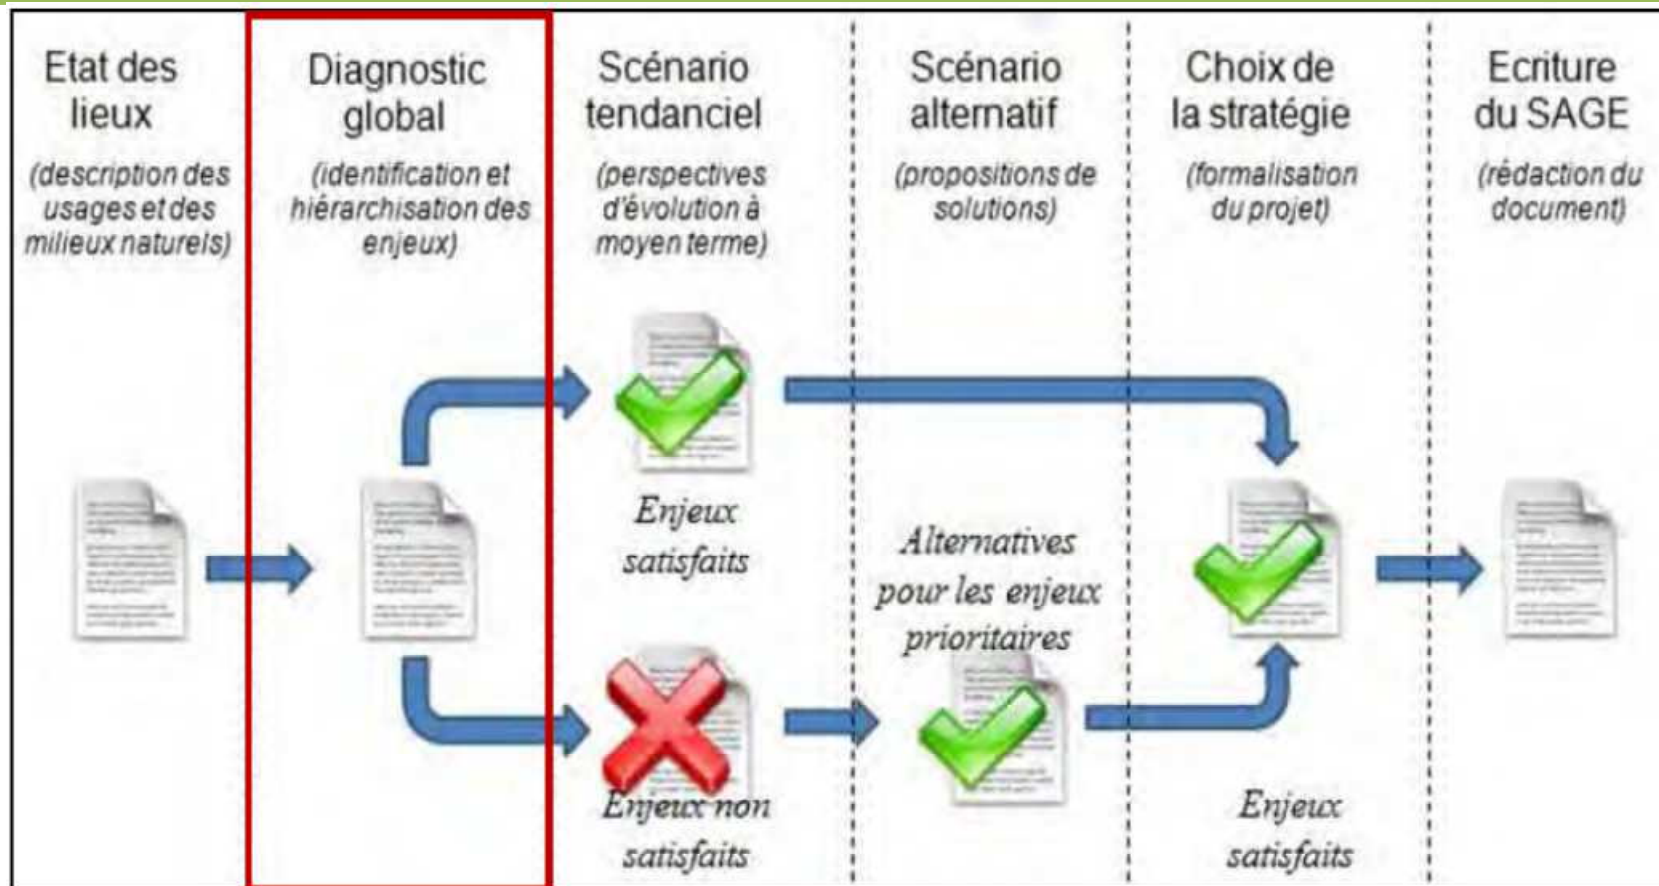 Etat des
lieux
(description des
usages et des
milieux naturels)
Diagnostic
global
(identification et
hiérarchisation des
enjeux)
Scénario
tendanciel
(perspectives
d'évolution à
moyen terme)
Scénario
alternatif
(propositions de
solutions)
Choix de
la stratégie
(formalisation
du projet)
Ecriture
du SAGE
(rédaction du
document)
Enjeux
satisfaits
Alternatives
pour les enjeux
prioritaires
Enjeux non
satisfaits
Enjeux
satisfaits